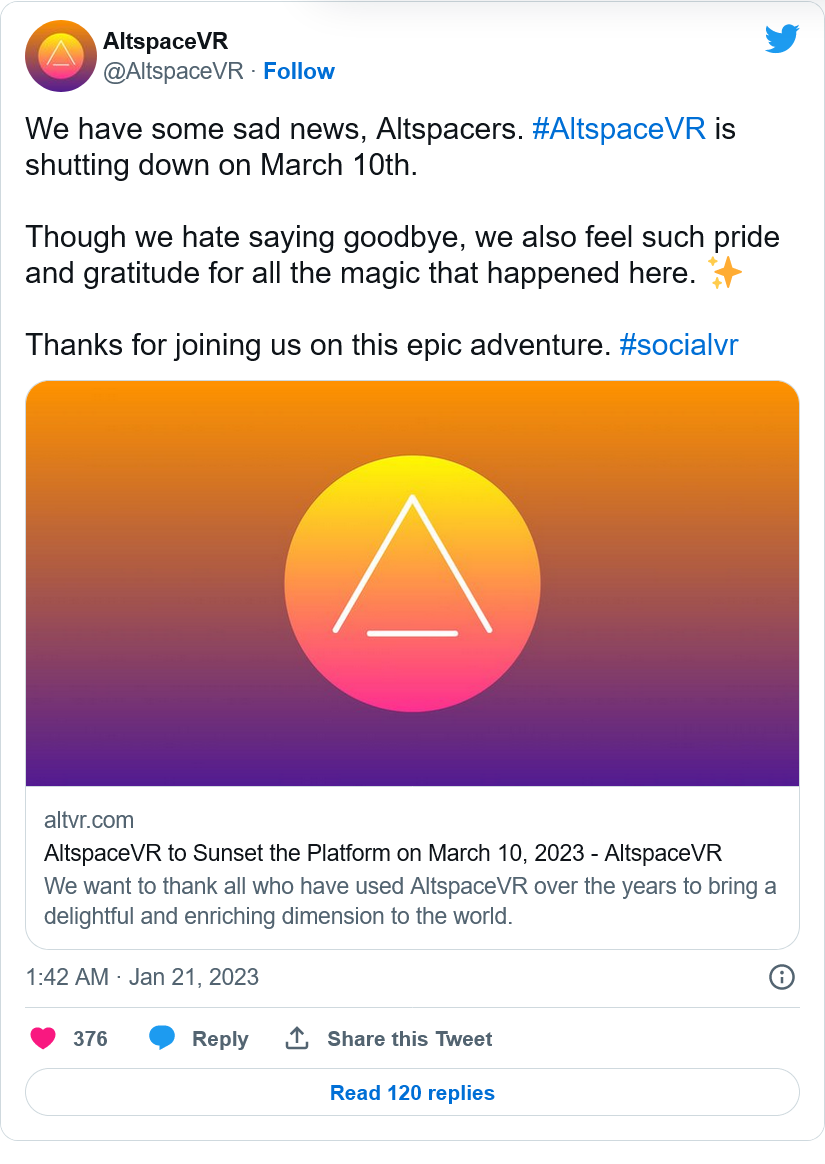 AltspaceVR
@AltspaceVR · Follow
We have some sad news, Altspacers. #AltspaceVR is
shutting down on March 10th.
Though we hate saying goodbye, we also feel such pride
and gratitude for all the magic that happened here. ✨
Thanks for joining us on this epic adventure. #socialvr
altvr.com
AltspaceVR to Sunset the Platform on March 10, 2023 - AltspaceVR
We want to thank all who have used AltspaceVR over the years to bring a
delightful and enriching dimension to the world.
1:42 AM · Jan 21, 2023
376 Reply Share this Tweet
Read 120 replies